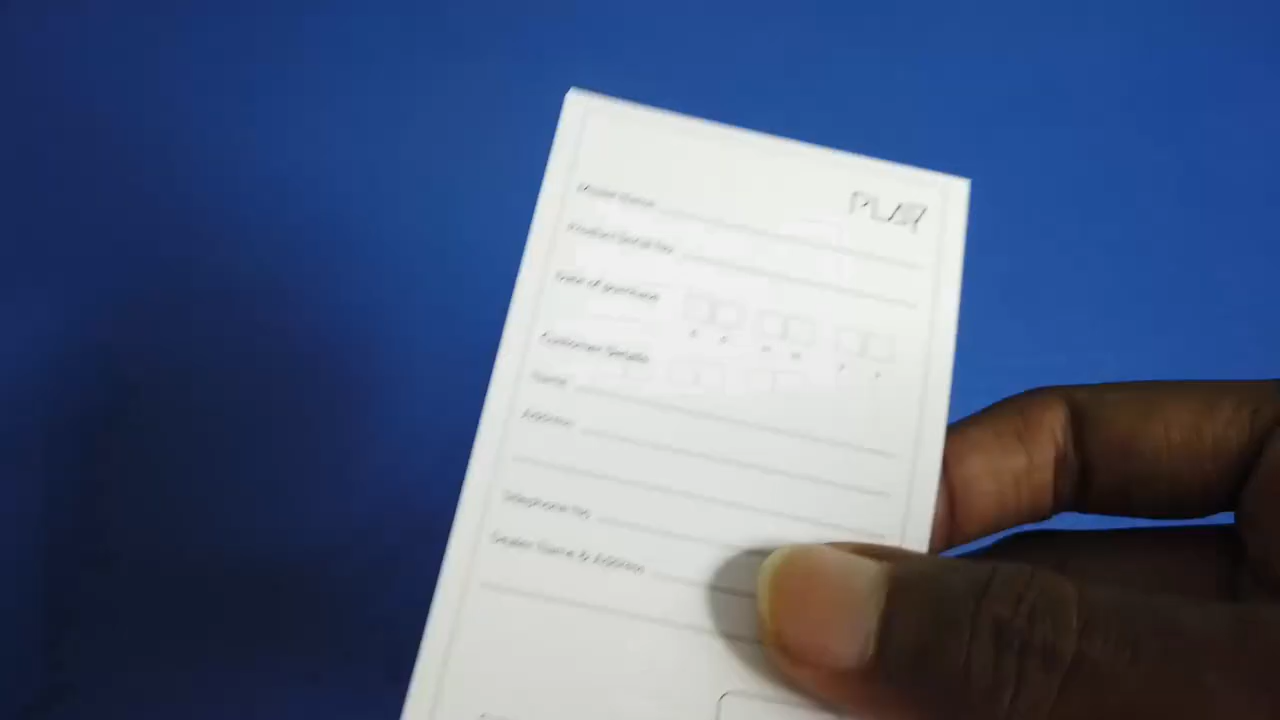 PLAY
Model Name
Product Serial No.
Date of purchase
D D M M Y Y
Customer Details
Name
Address
Telephone No.
Dealer Name & Address